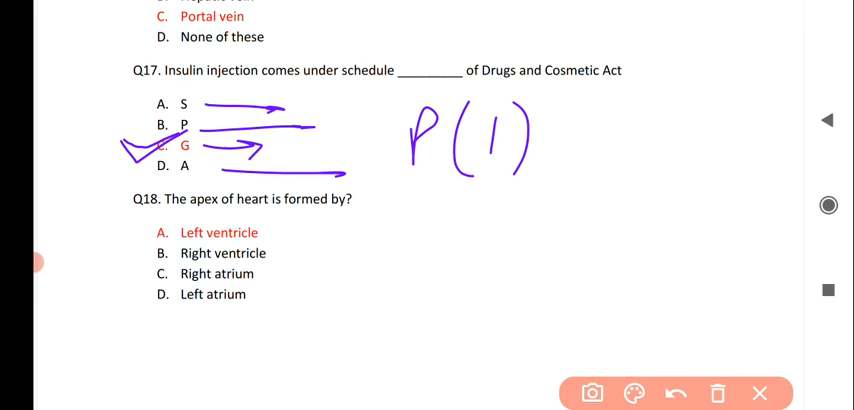 C. Portal vein
D. None of these
Q17. Insulin injection comes under schedule _________ of Drugs and Cosmetic Act
A. S
B. P
C. G
D. A
P(1)
Q18. The apex of heart is formed by?
A. Left ventricle
B. Right ventricle
C. Right atrium
D. Left atrium